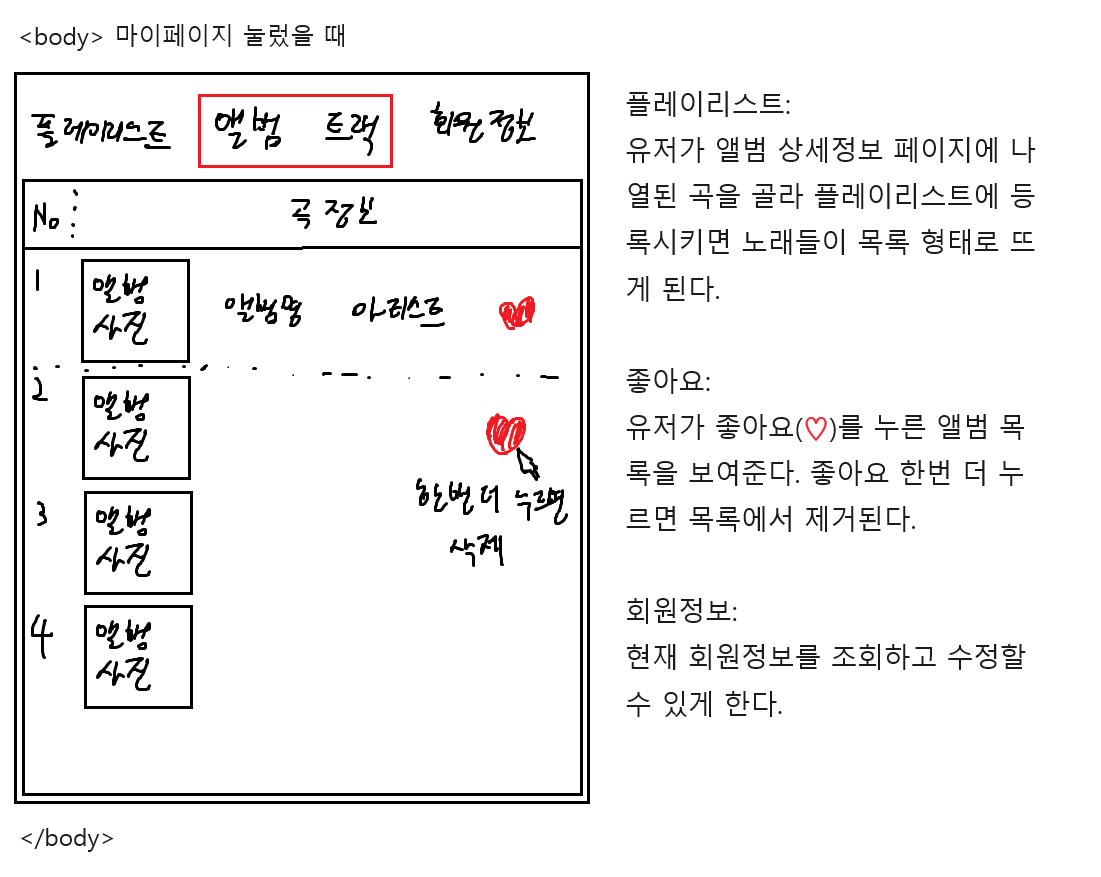 <body> 마이페이지 눌렀을 때
플레이리스트 앨범 트랙 회원정보
No 곡 정보
1 앨범 사진 앨범명 아티스트
2 앨범 사진
한번 더 누르면
삭제
3 앨범 사진
4 앨범 사진
</body>
플레이리스트:
유저가 앨범 상세정보 페이지에 나
열된 곡을 골라 플레이리스트에 등
록시키면 노래들이 목록 형태로 뜨
게 된다.
좋아요:
유저가 좋아요(♡)를 누른 앨범 목
록을 보여준다. 좋아요 한번 더 누
르면 목록에서 제거된다.
회원정보:
현재 회원정보를 조회하고 수정할
수 있게 한다.